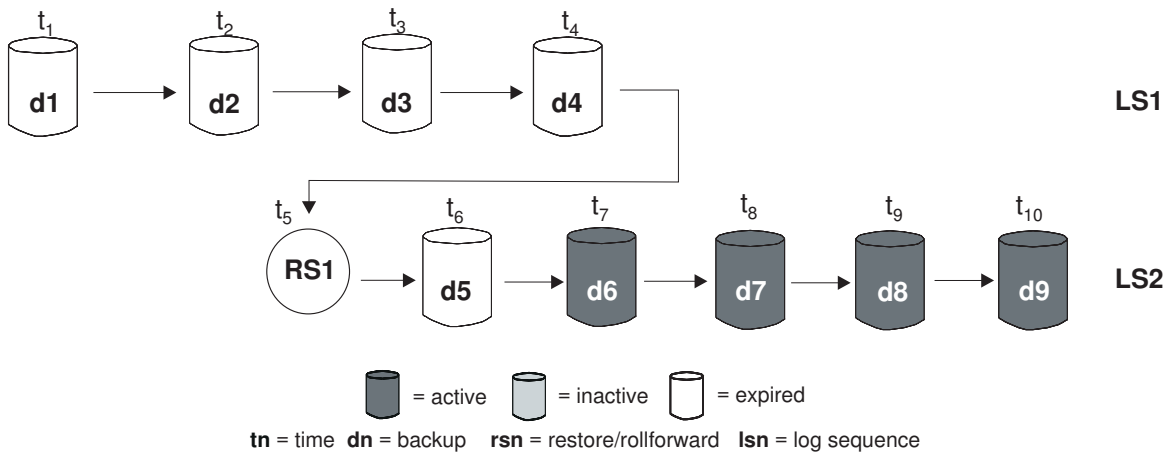 t1 t2 t3 t4
d1 d2 d3 d4 LS1
t5 t6 t7 t8 t9 t10
RS1 d5 d6 d7 d8 d9 LS2
= active = inactive = expired
tn = time dn = backup rsn = restore/rollforward lsn = log sequence